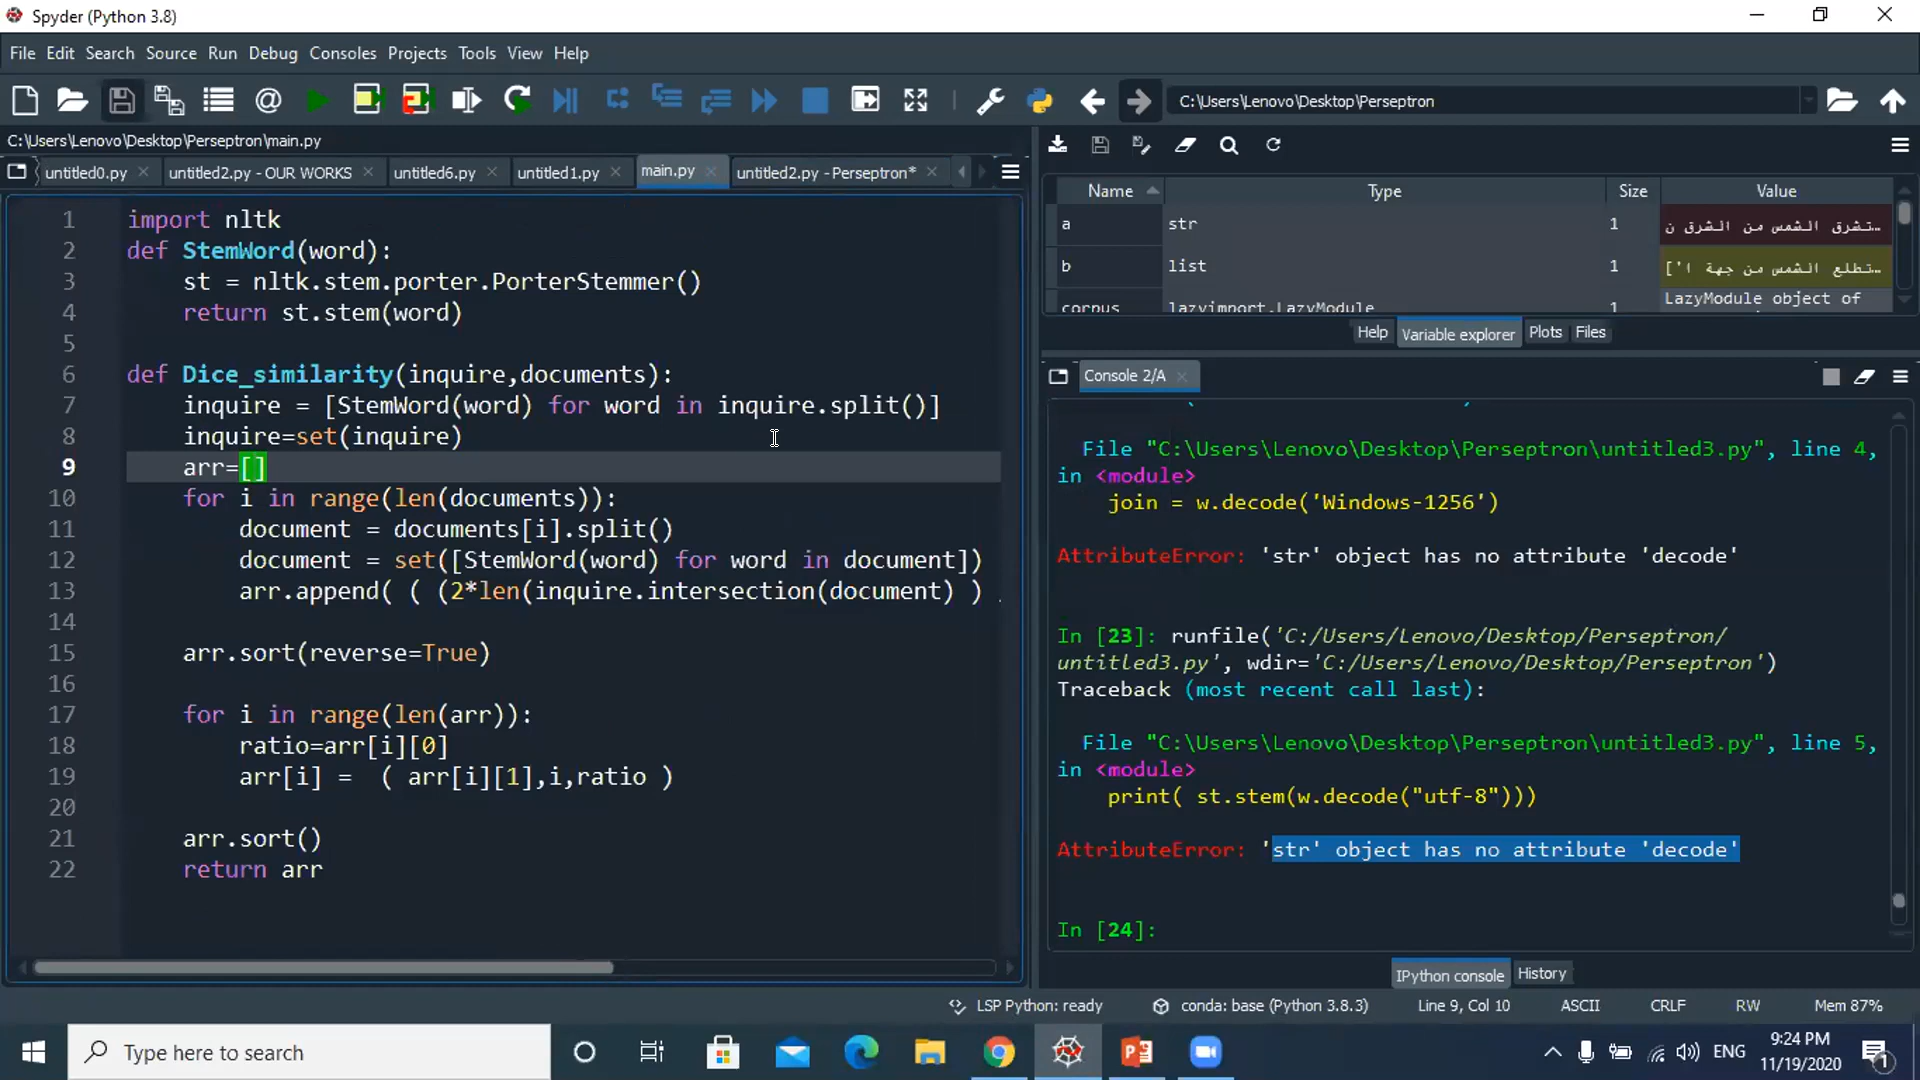 Spyder (Python 3.8)
File Edit Search Source Run Debug Consoles Projects Tools View Help
C:\Users\Lenovo\Desktop\Perseptron
C:\Users\Lenovo\Desktop\Perseptron\main.py
untitled0.py untitled2.py - OUR WORKS untitled6.py untitled1.py main.py untitled2.py - Perseptron*
1 import nltk
2 def StemWord(word):
3 st = nltk.stem.porter.PorterStemmer()
4 return st.stem(word)
5
6 def Dice_similarity(inquire,documents):
7 inquire = [StemWord(word) for word in inquire.split()]
8 inquire=set(inquire)
9 arr=[]
10 for i in range(len(documents)):
11 document = documents[i].split()
12 document = set([StemWord(word) for word in document])
13 arr.append( ( (2*len(inquire.intersection(document) )
14
15 arr.sort(reverse=True)
16
17 for i in range(len(arr)):
18 ratio=arr[i][0]
19 arr[i] = ( arr[i][1],i,ratio )
20
21 arr.sort()
22 return arr
Name Type Size Value
a str 1 تشرق الشمس من الشرق ن...
b list 1 ['تطلع الشمس من جهة ا...
corpus lazyimport.LazyModule 1 LazyModule object of
Help Variable explorer Plots Files
Console 2/A
File "C:\Users\Lenovo\Desktop\Perseptron\untitled3.py", line 4,
in <module>
join = w.decode('Windows-1256')
AttributeError: 'str' object has no attribute 'decode'
In [23]: runfile('C:/Users/Lenovo/Desktop/Perseptron/
untitled3.py', wdir='C:/Users/Lenovo/Desktop/Perseptron')
Traceback (most recent call last):
File "C:\Users\Lenovo\Desktop\Perseptron\untitled3.py", line 5,
in <module>
print( st.stem(w.decode("utf-8")))
AttributeError: 'str' object has no attribute 'decode'
In [24]:
IPython console History
LSP Python: ready conda: base (Python 3.8.3) Line 9, Col 10 ASCII CRLF RW Mem 87%
Type here to search
ENG 9:24 PM
11/19/2020 1